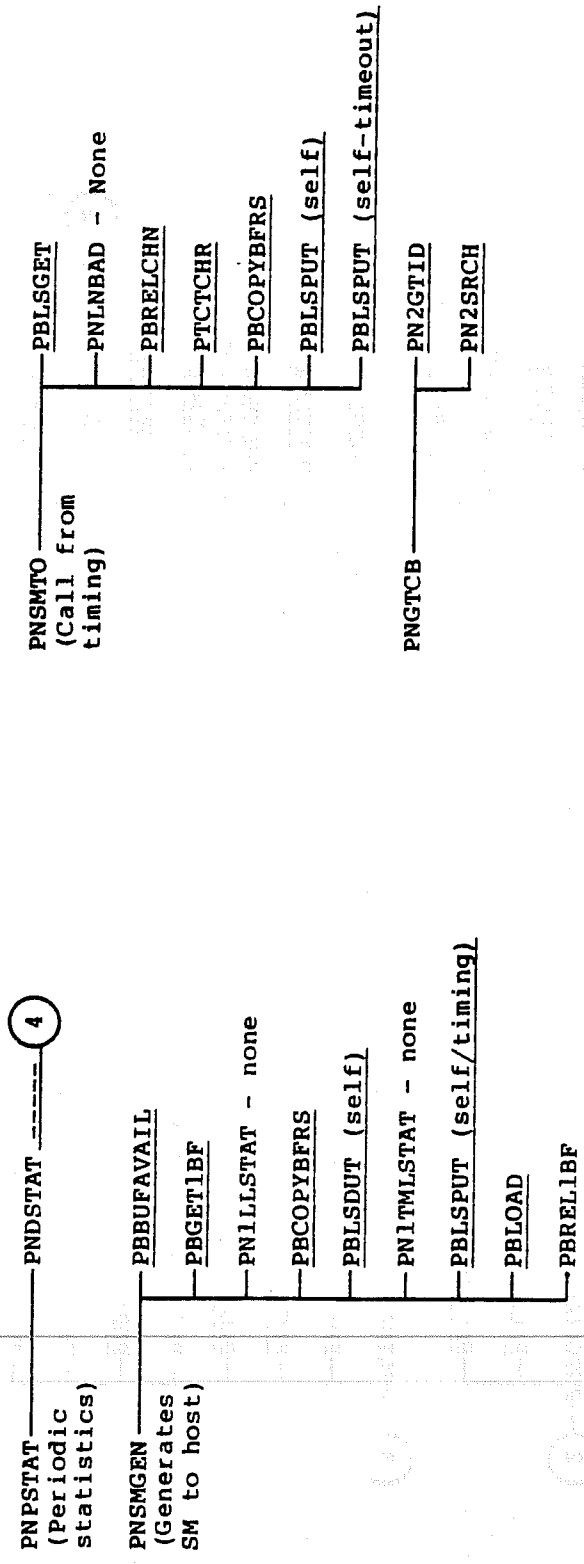 PNPSTAT PNDSTAT ----- 4
(Periodic
statistics)
PNSMGEN PBBUFAVAIL
(Generates
SM to host)
PBGET1BF
PN1LLSTAT - none
PBCOPYBFRS
PBLSDUT (self)
PN1TMLSTAT - none
PBLSPUT (self/timing)
PBLOAD
PBREL1BF
PNSMTO PBLSGET
(Call from
timing)
PNLNBAD - None
PBRELCHN
PTCTCHR
PBCOPYBFRS
PBLSPUT (self)
PBLSPUT (self-timeout)
PNGTCB PN2GTID
PN2SRCH